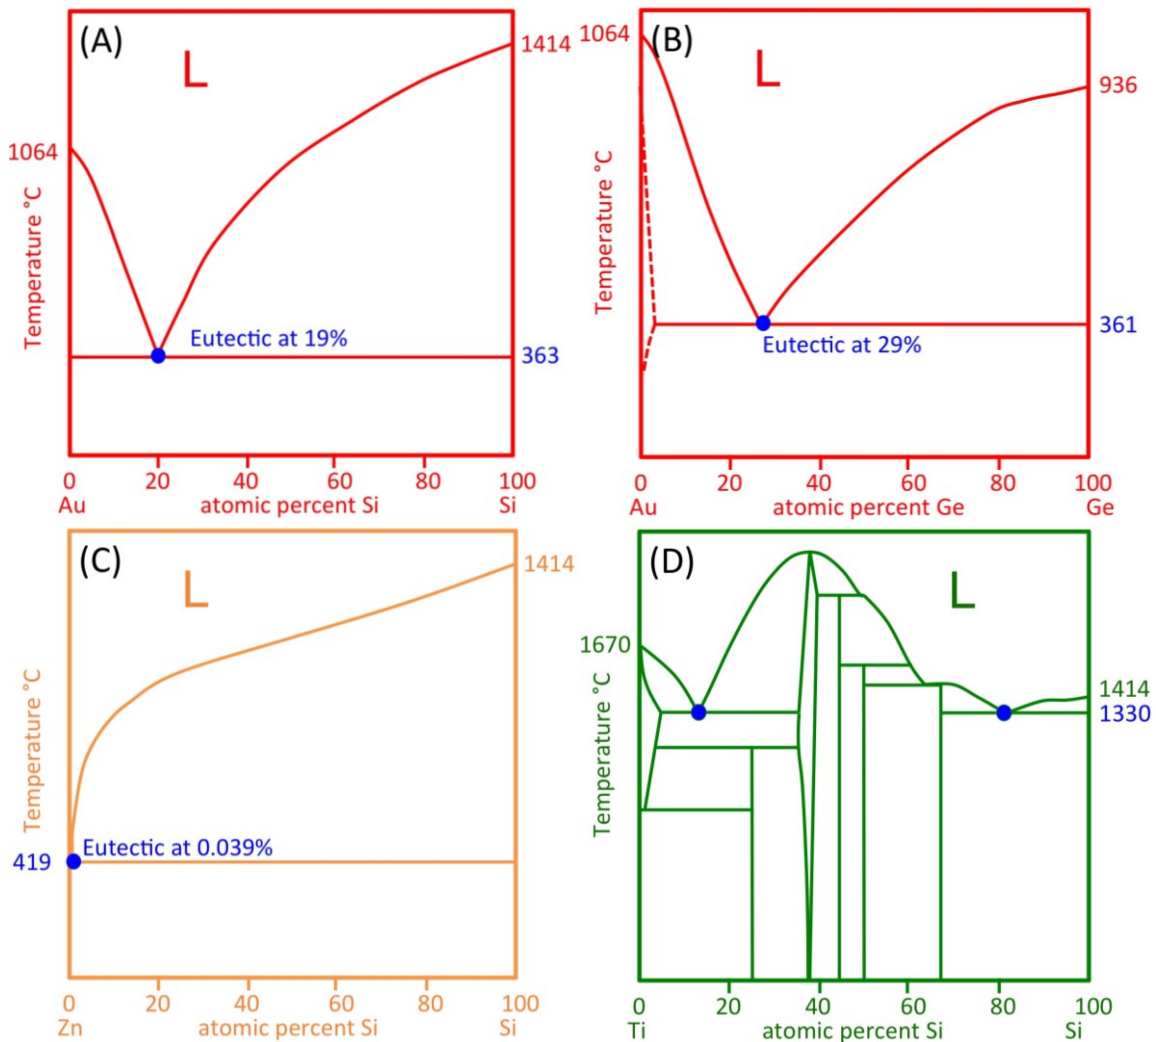 (A)
L
1414
1064
Temperature °C
Eutectic at 19%
363
0 20 40 60 80 100
Au atomic percent Si Si
1064
(B)
L
936
Temperature °C
361
Eutectic at 29%
0 20 40 60 80 100
Au atomic percent Ge Ge
(C)
L
1414
Temperature °C
Eutectic at 0.039%
419
0 20 40 60 80 100
Zn atomic percent Si Si
(D)
L
1670
1414
1330
Temperature °C
0 20 40 60 80 100
Ti atomic percent Si Si